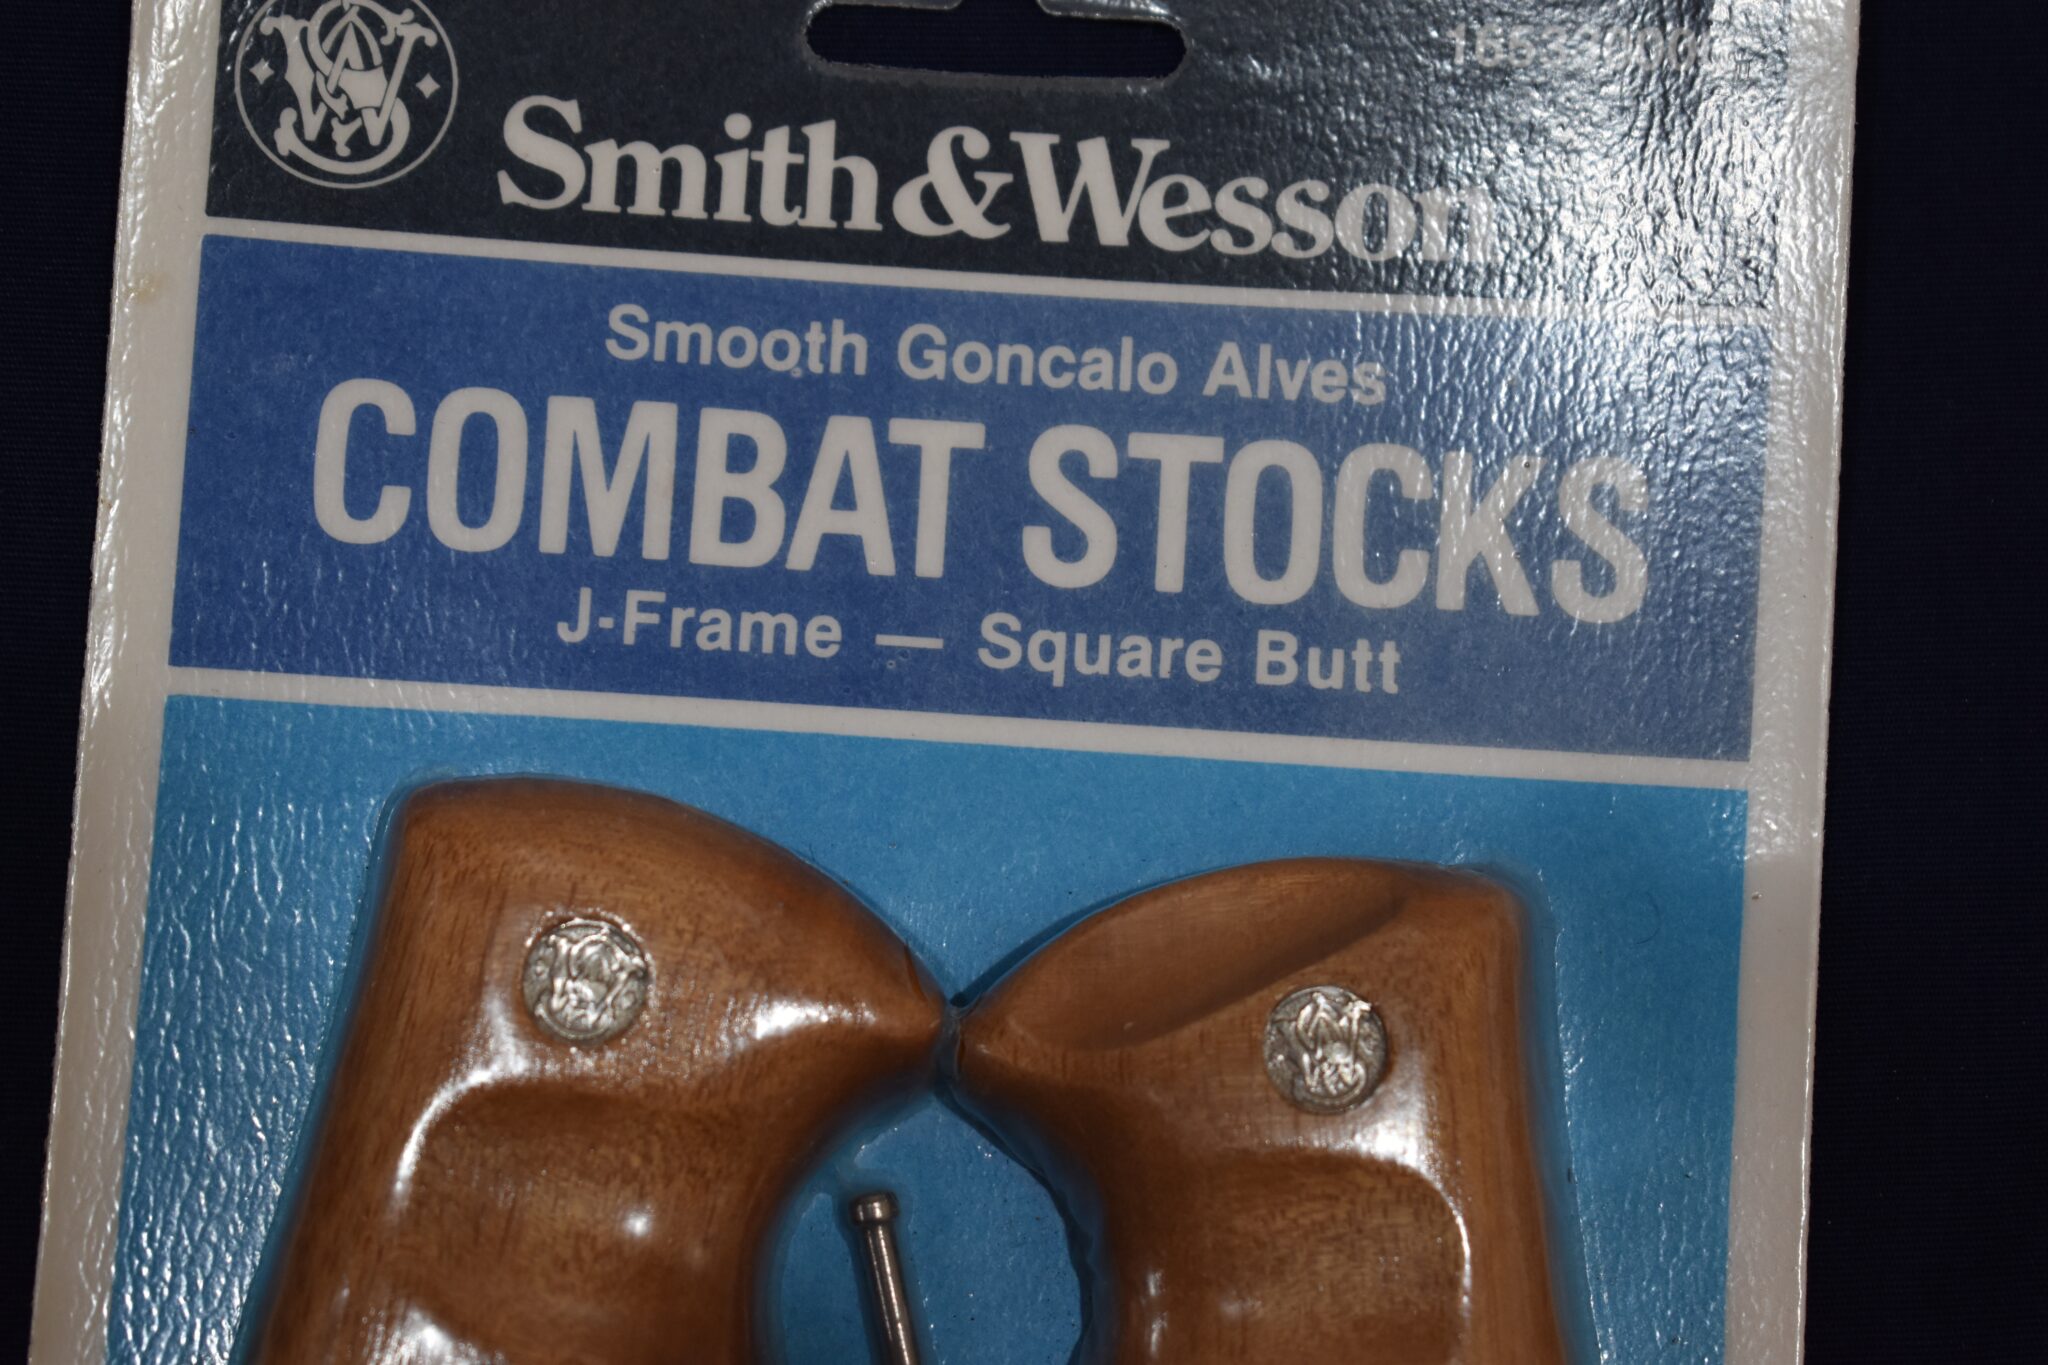 Smith & Wesson
Smooth Goncalo Alves
COMBAT STOCKS
J-Frame — Square Butt